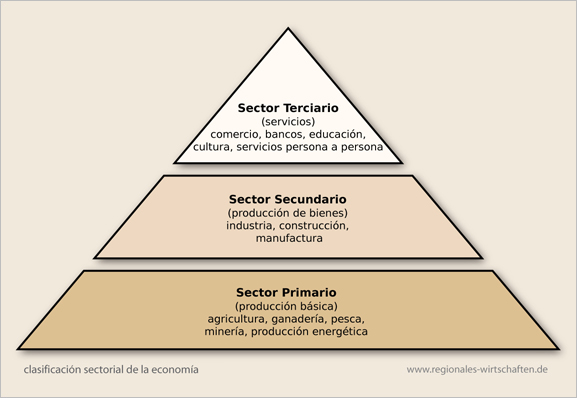 Sector Terciario
(servicios)
comercio, bancos, educación,
cultura, servicios persona a persona
Sector Secundario
(producción de bienes)
industria, construcción,
manufactura
Sector Primario
(producción básica)
agricultura, ganadería, pesca,
minería, producción energética
clasificación sectorial de la economía
www.regionales-wirtschaften.de